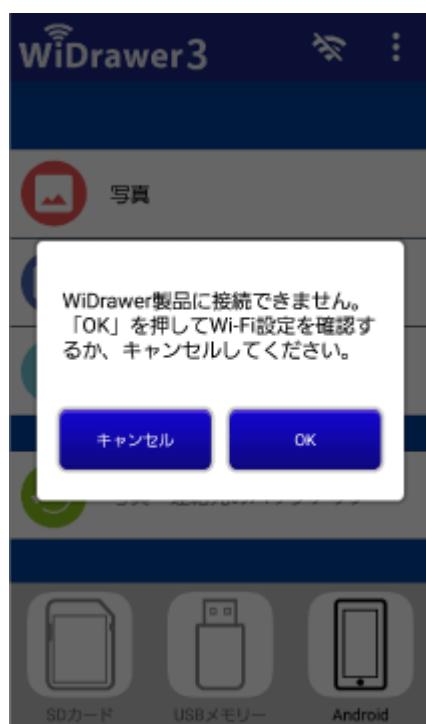 WiDrawer3
写真
WiDrawer製品に接続できません。
「OK」を押してWi-Fi設定を確認す
るか、キャンセルしてください。
キャンセル
OK
SDカード
USBメモリー
Android